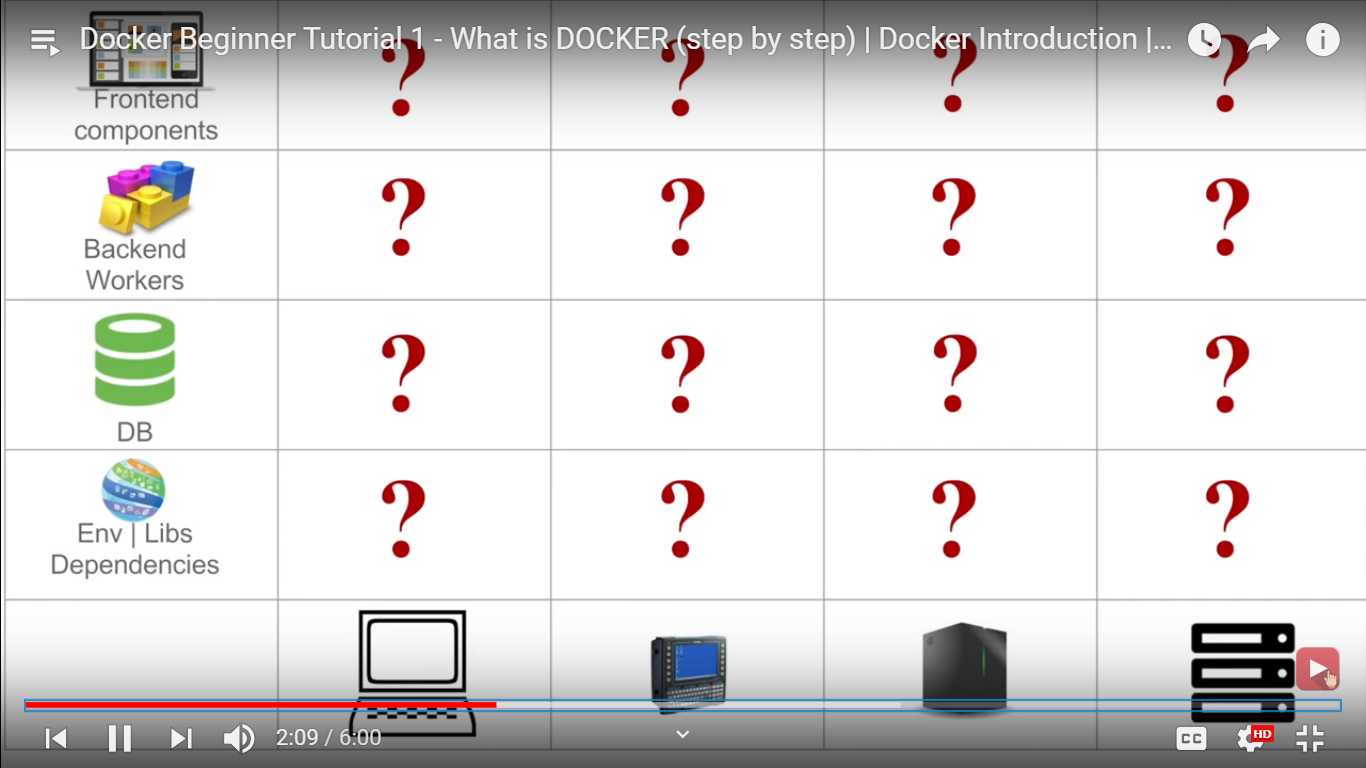 Docker Beginner Tutorial 1 - What is DOCKER (step by step) | Docker Introduction |...
Frontend
components
? ? ? ?
Backend
Workers
? ? ? ?
DB
? ? ? ?
Env | Libs
Dependencies
? ? ? ?
2:09 / 6:00
CC
HD